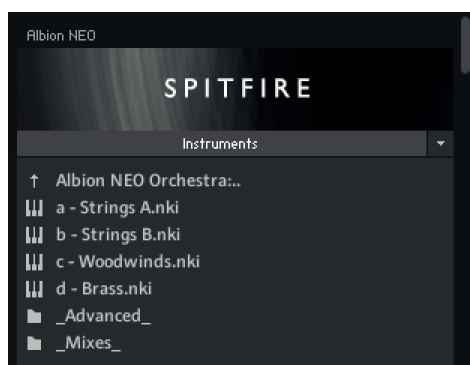 Albion NEO
SPITFIRE
Instruments
Albion NEO Orchestra:..
a - Strings A.nki
b - Strings B.nki
c - Woodwinds.nki
d - Brass.nki
_Advanced_
_Mixes_